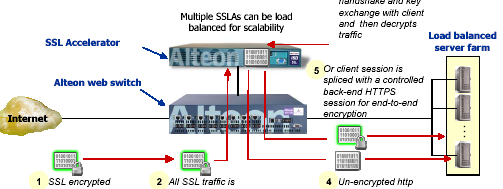 handshake and key
exchange with client
and then decrypts
traffic
Multiple SSLAs can be load
balanced for scalability
SSL Accelerator
Alteon
Load balanced
server farm
5 Or client session is
spliced with a controlled
back-end HTTPS
session for end-to-end
encryption
Alteon web switch
Alteon
Internet
1 SSL encrypted
2 All SSL traffic is
4 Un-encrypted http